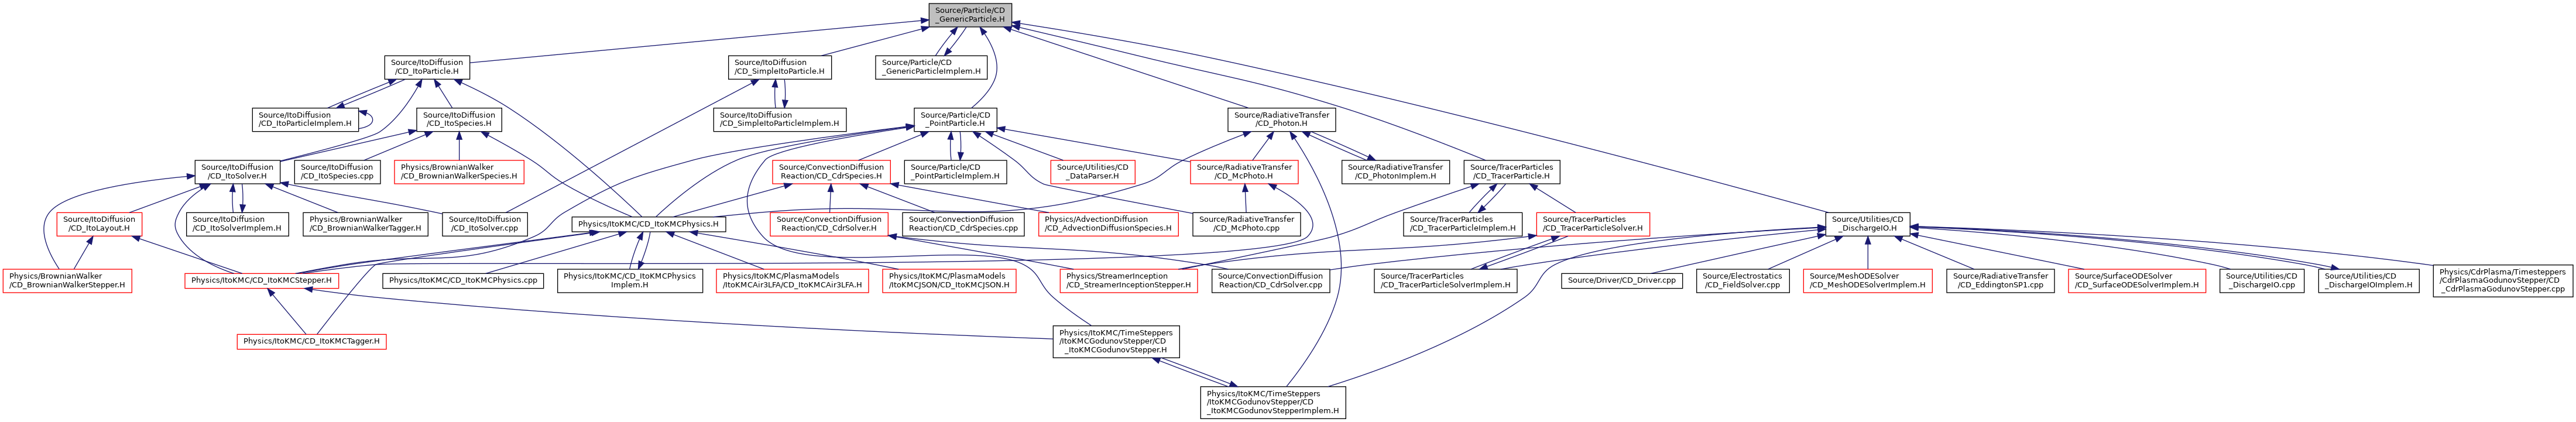 Source/Particle/CD
_GenericParticle.H
Source/ItoDiffusion
/CD_ItoParticle.H
Source/ItoDiffusion
/CD_SimpleItoParticle.H
Source/Particle/CD
_GenericParticleImplem.H
Source/ItoDiffusion
/CD_ItoParticleImplem.H
Source/ItoDiffusion
/CD_ItoSpecies.H
Source/ItoDiffusion
/CD_SimpleItoParticleImplem.H
Source/Particle/CD
_PointParticle.H
Source/RadiativeTransfer
/CD_Photon.H
Source/ItoDiffusion
/CD_ItoSolver.H
Source/ItoDiffusion
/CD_ItoSpecies.cpp
Physics/BrownianWalker
/CD_BrownianWalkerSpecies.H
Source/ConvectionDiffusion
Reaction/CD_CdrSpecies.H
Source/Particle/CD
_PointParticleImplem.H
Source/Utilities/CD
_DataParser.H
Source/RadiativeTransfer
/CD_McPhoto.H
Source/RadiativeTransfer
/CD_PhotonImplem.H
Source/TracerParticles
/CD_TracerParticle.H
Source/ItoDiffusion
/CD_ItoLayout.H
Source/ItoDiffusion
/CD_ItoSolverImplem.H
Physics/BrownianWalker
/CD_BrownianWalkerTagger.H
Source/ItoDiffusion
/CD_ItoSolver.cpp
Physics/ItoKMC/CD_ItoKMCPhysics.H
Source/ConvectionDiffusion
Reaction/CD_CdrSolver.H
Source/ConvectionDiffusion
Reaction/CD_CdrSpecies.cpp
Physics/AdvectionDiffusion
/CD_AdvectionDiffusionSpecies.H
Source/RadiativeTransfer
/CD_McPhoto.cpp
Source/TracerParticles
/CD_TracerParticleImplem.H
Source/TracerParticles
/CD_TracerParticleSolver.H
Source/Utilities/CD
_DischargeIO.H
Physics/BrownianWalker
/CD_BrownianWalkerStepper.H
Physics/ItoKMC/CD_ItoKMCStepper.H
Physics/ItoKMC/CD_ItoKMCPhysics.cpp
Physics/ItoKMC/CD_ItoKMCPhysics
Implem.H
Physics/ItoKMC/PlasmaModels
/ItoKMCAir3LFA/CD_ItoKMCAir3LFA.H
Physics/ItoKMC/PlasmaModels
/ItoKMCJSON/CD_ItoKMCJSON.H
Physics/StreamerInception
/CD_StreamerInceptionStepper.H
Source/ConvectionDiffusion
Reaction/CD_CdrSolver.cpp
Source/TracerParticles
/CD_TracerParticleSolverImplem.H
Source/Driver/CD_Driver.cpp
Source/Electrostatics
/CD_FieldSolver.cpp
Source/MeshODESolver
/CD_MeshODESolverImplem.H
Source/RadiativeTransfer
/CD_EddingtonSP1.cpp
Source/SurfaceODESolver
/CD_SurfaceODESolverImplem.H
Source/Utilities/CD
_DischargeIO.cpp
Source/Utilities/CD
_DischargeIOImplem.H
Physics/CdrPlasma/Timesteppers
/CdrPlasmaGodunovStepper/CD
_CdrPlasmaGodunovStepper.cpp
Physics/ItoKMC/CD_ItoKMCTagger.H
Physics/ItoKMC/TimeSteppers
/ItoKMCGodunovStepper/CD
_ItoKMCGodunovStepper.H
Physics/ItoKMC/TimeSteppers
/ItoKMCGodunovStepper/CD
_ItoKMCGodunovStepperImplem.H